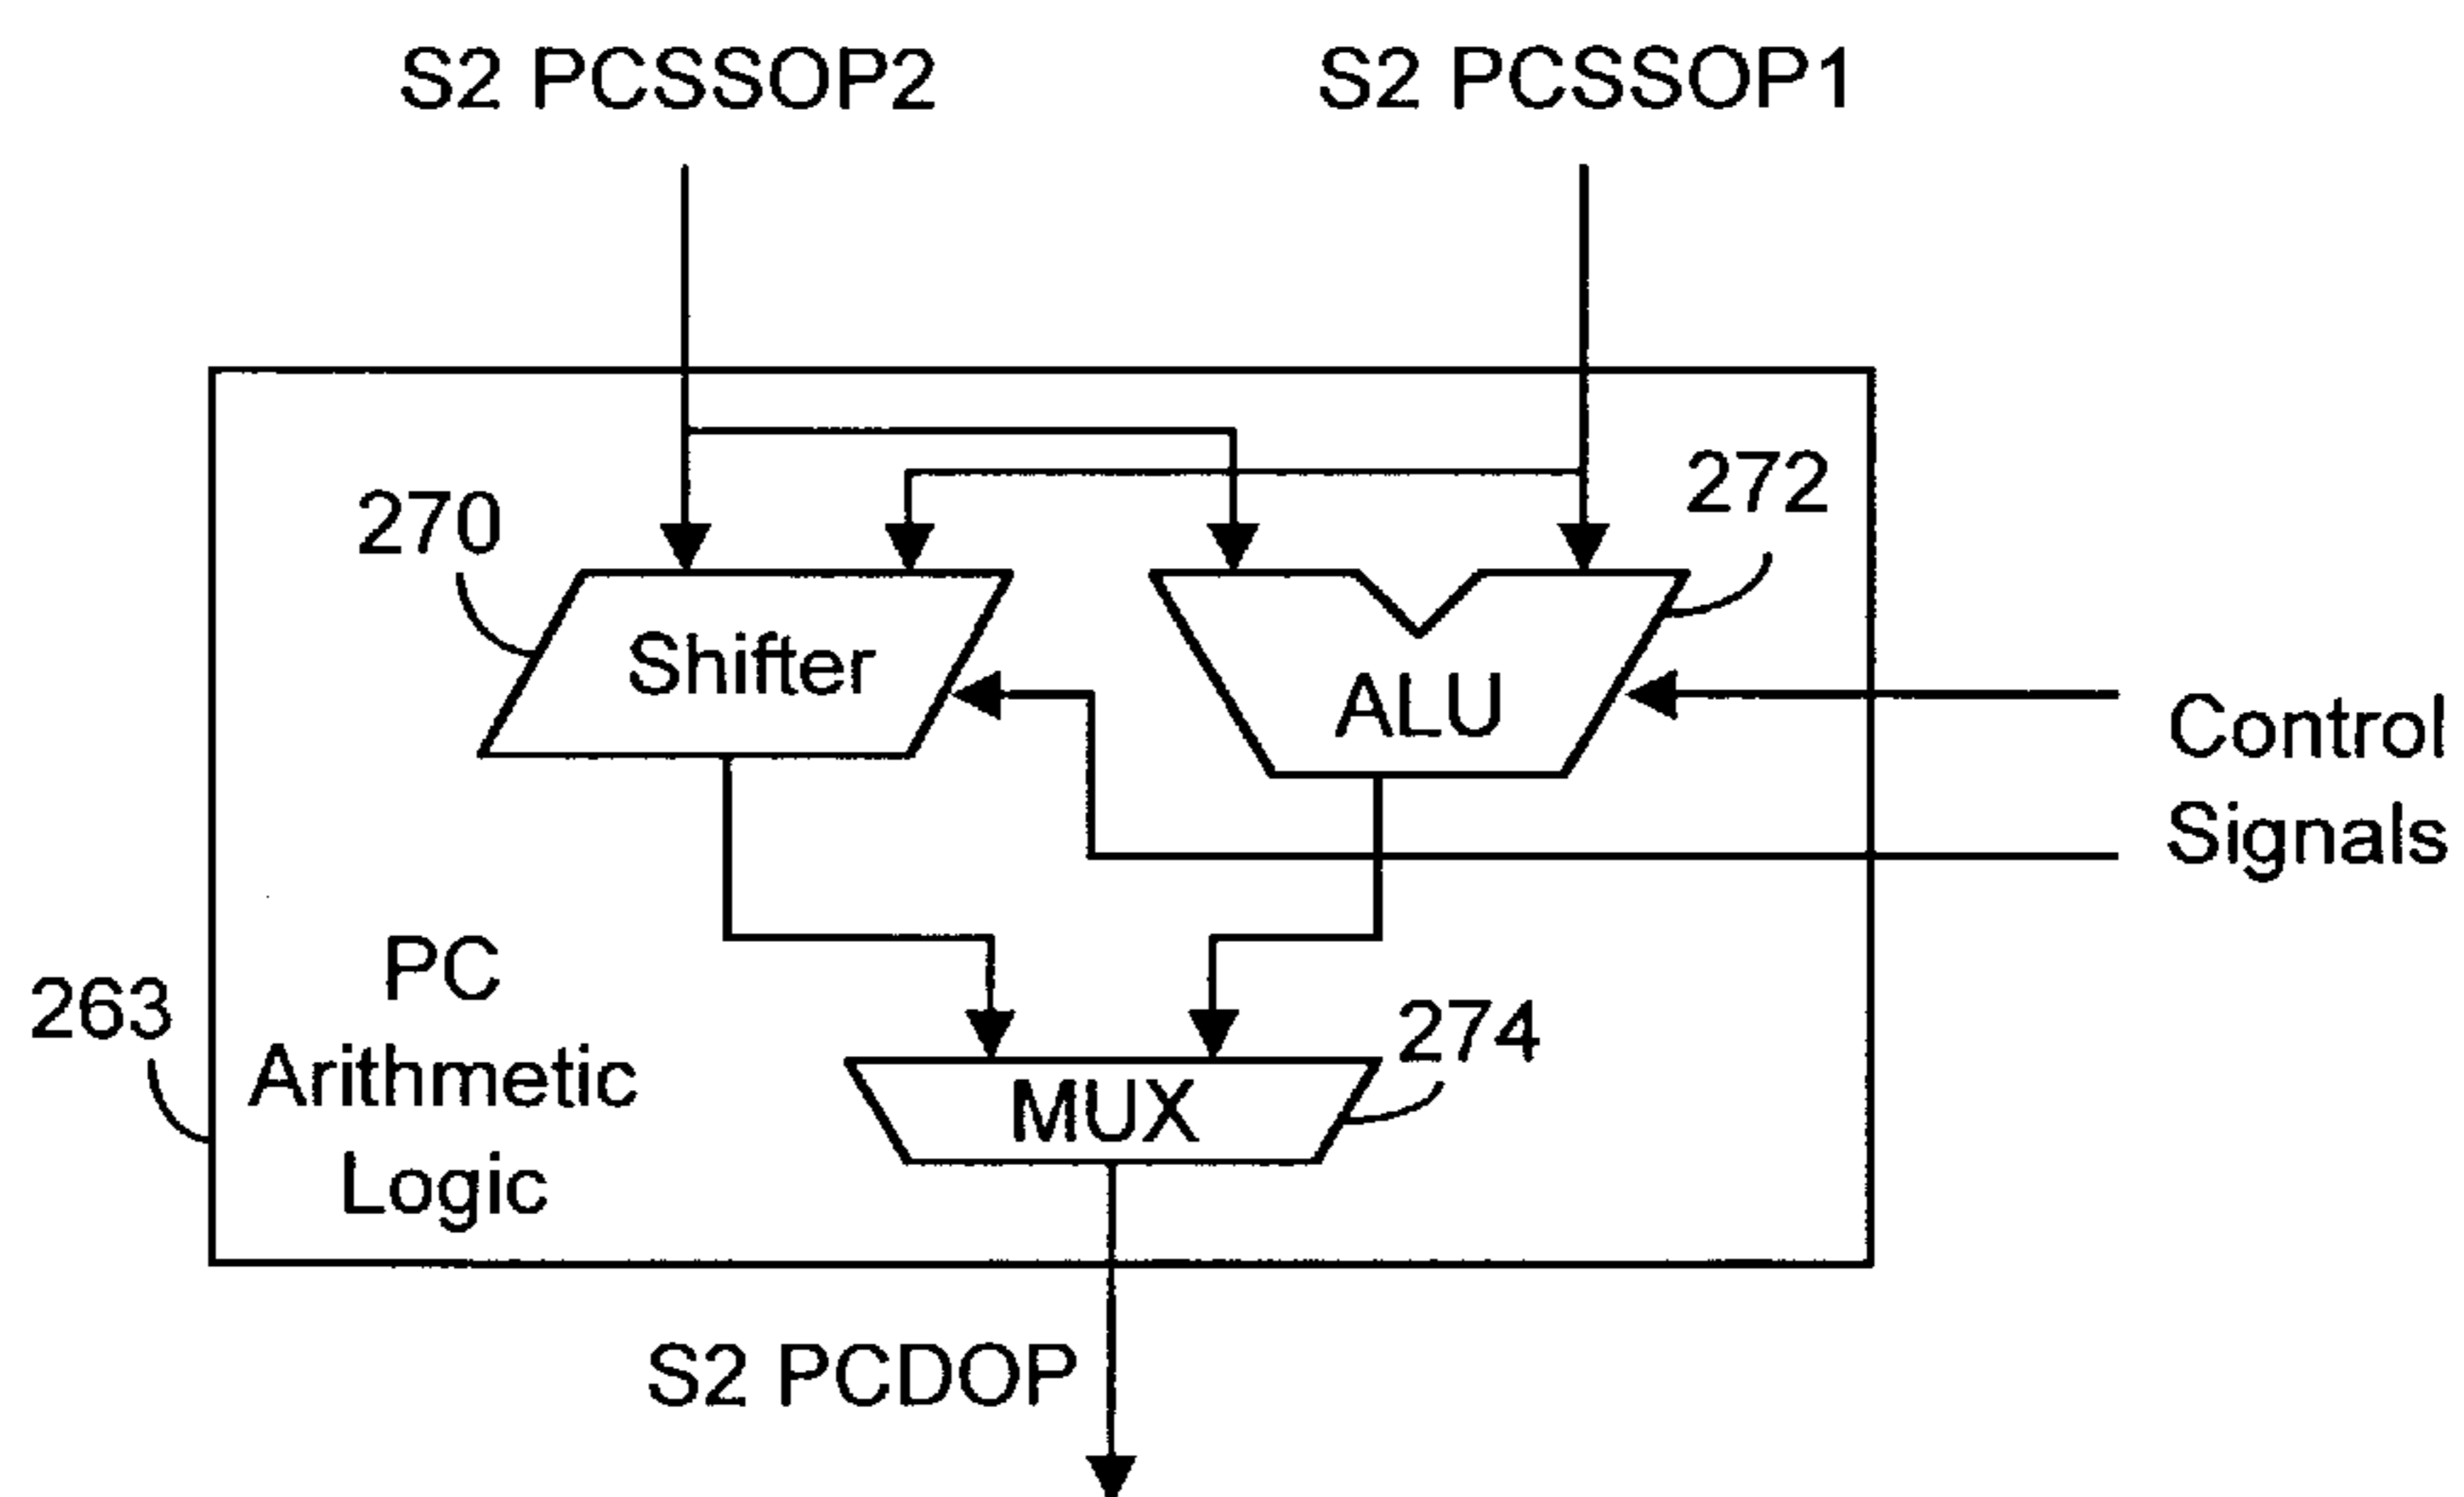 S2 PCSSOP2
S2 PCSSOP1
270
272
Shifter
ALU
Control
Signals
PC
Arithmetic
Logic
263
274
MUX
S2 PCDOP